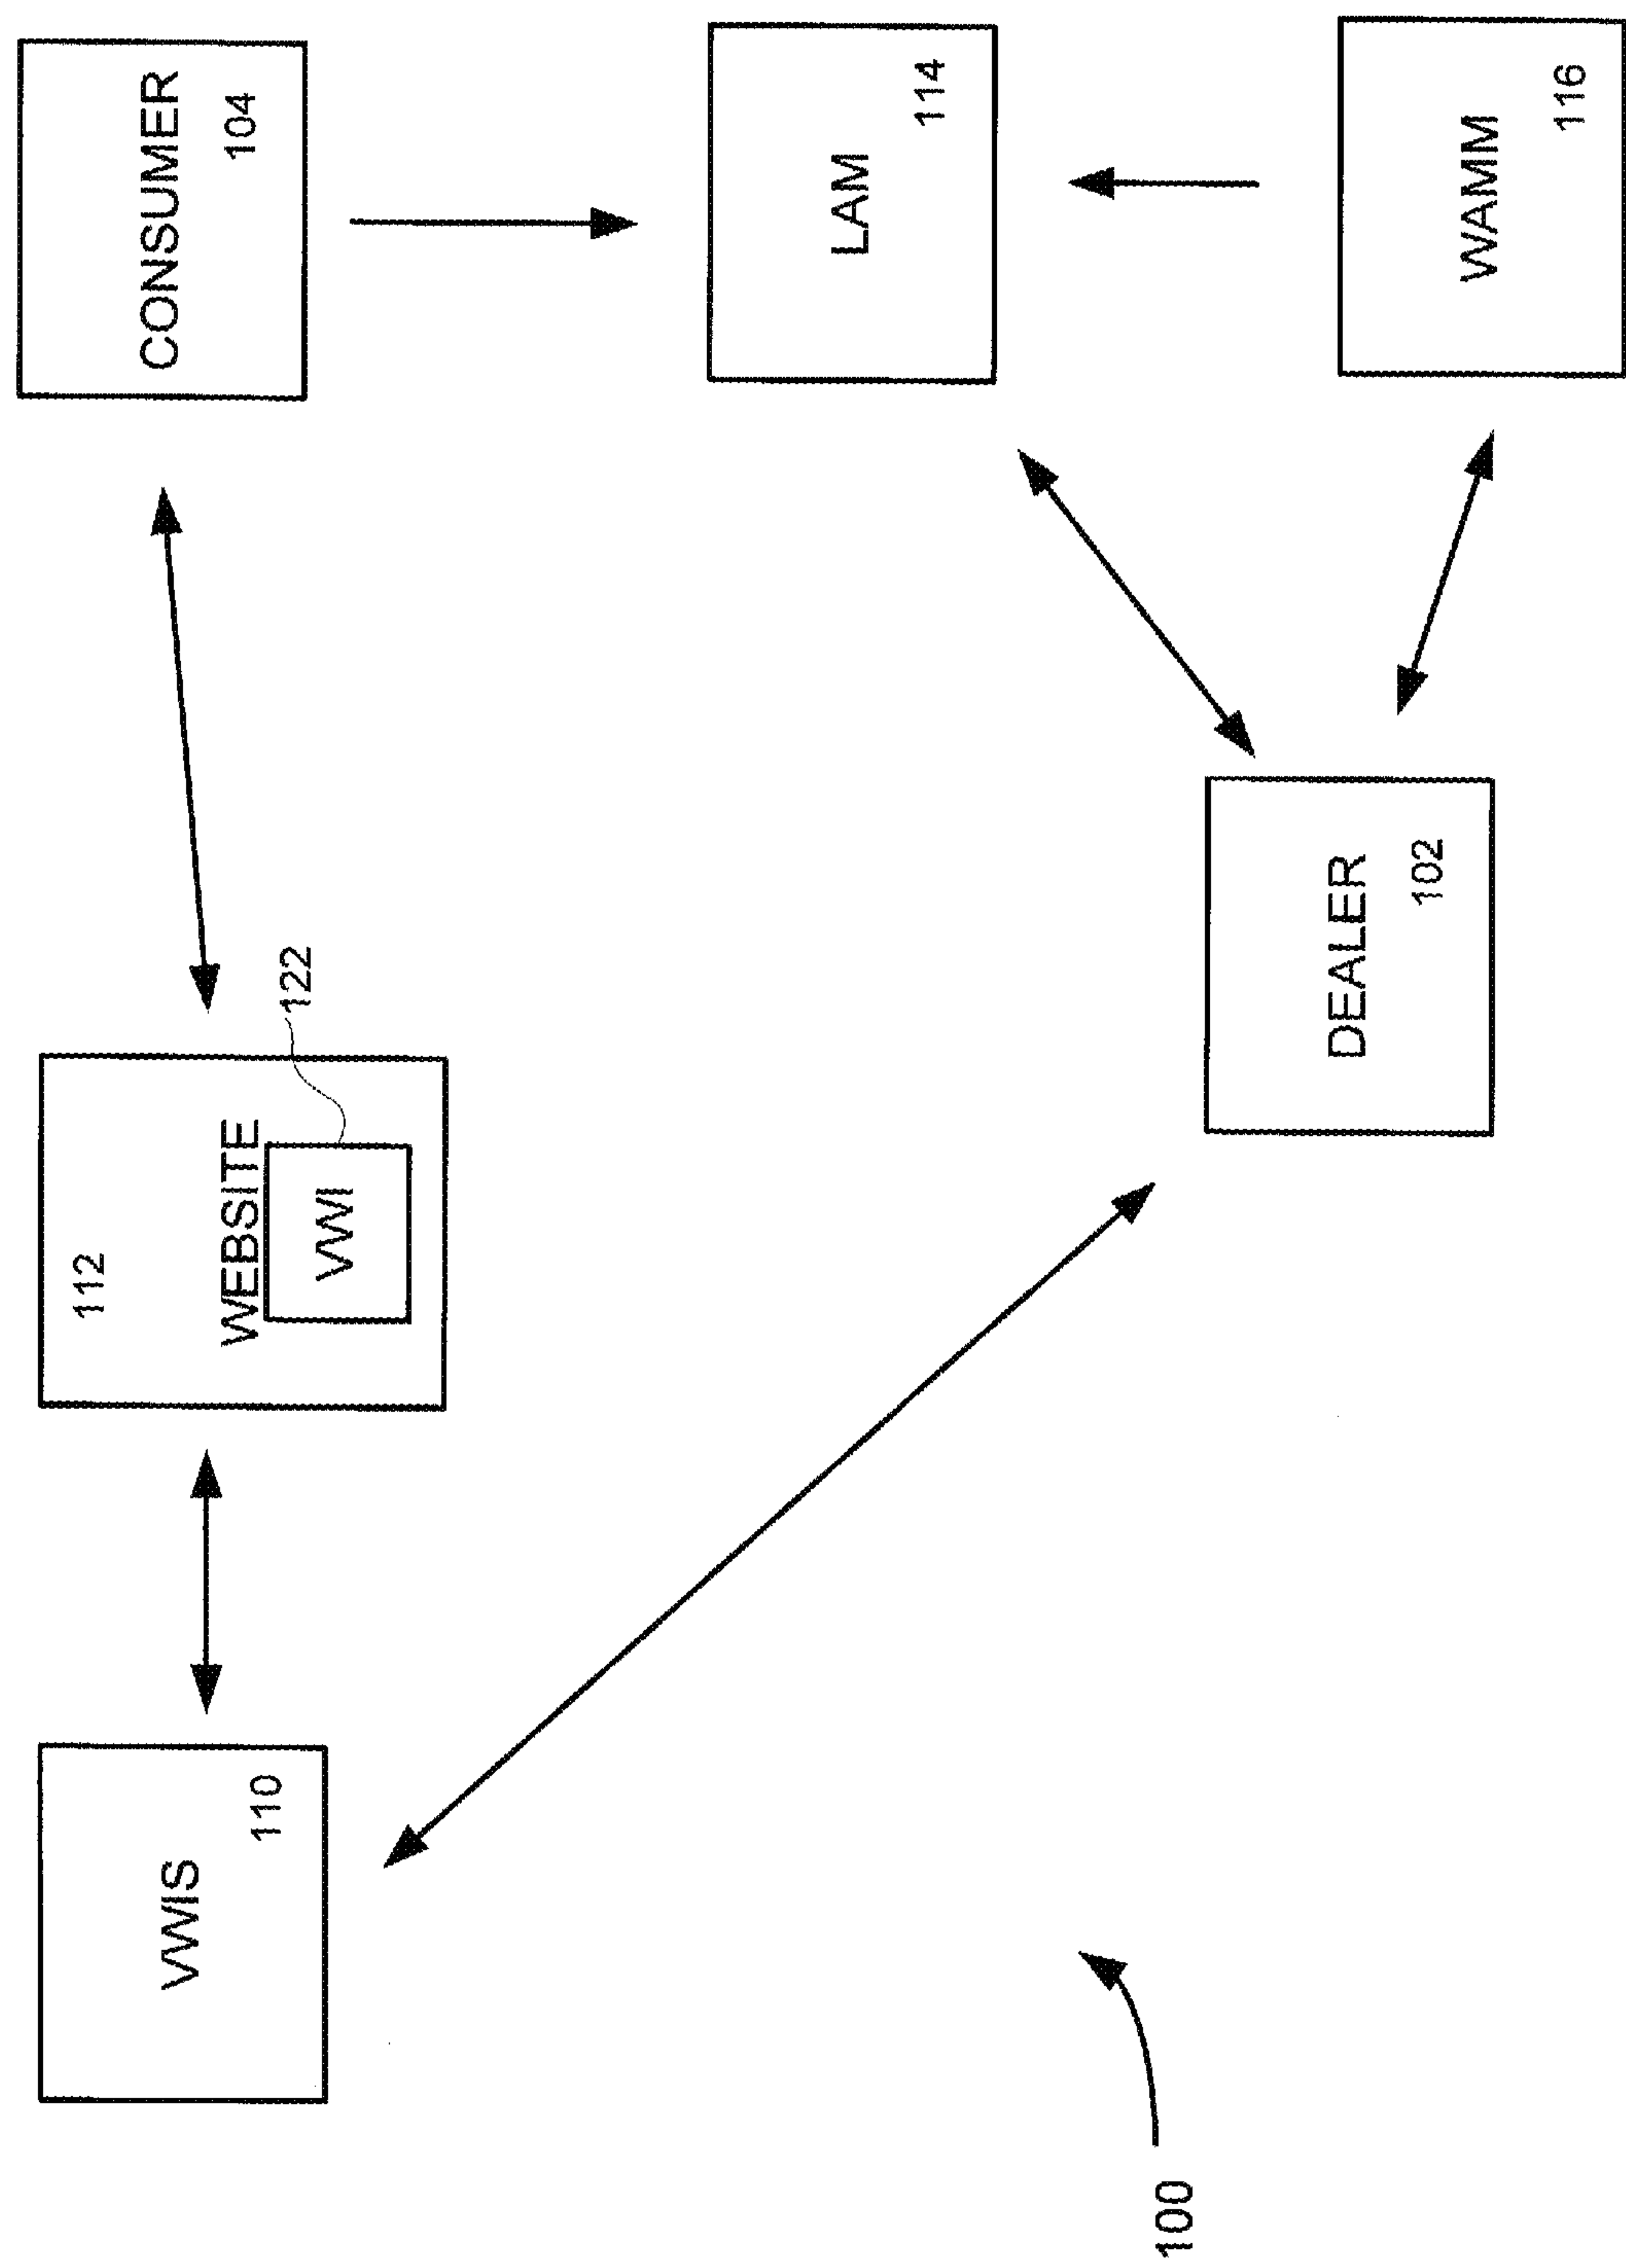 VWIS
110
112
WEBSITE
VWI
122
CONSUMER
104
LAM
114
DEALER
102
WAMM
116
100